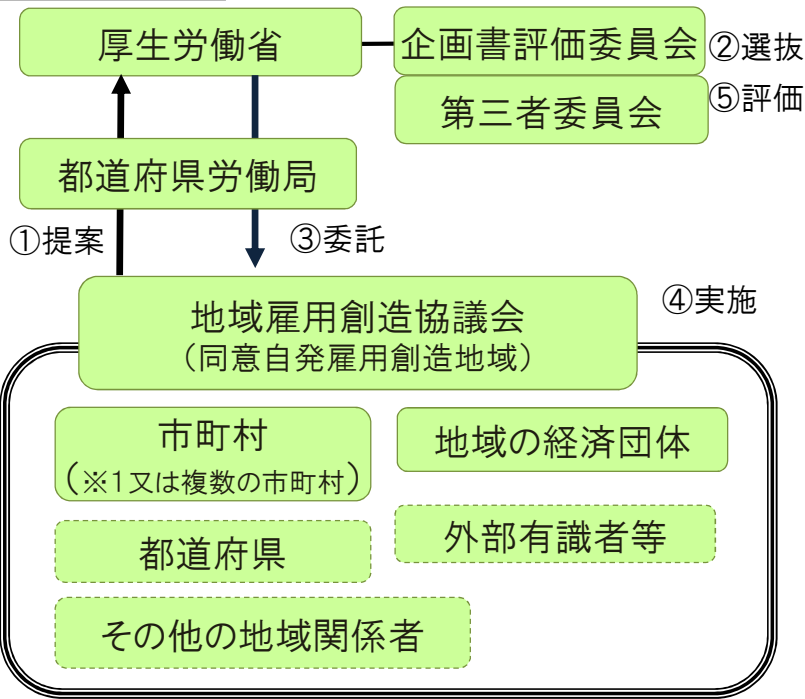 厚生労働省
企画書評価委員会
②選抜
第三者委員会
⑤評価
都道府県労働局
①提案
③委託
地域雇用創造協議会
（同意自発雇用創造地域）
④実施
市町村
（※1又は複数の市町村）
地域の経済団体
都道府県
外部有識者等
その他の地域関係者